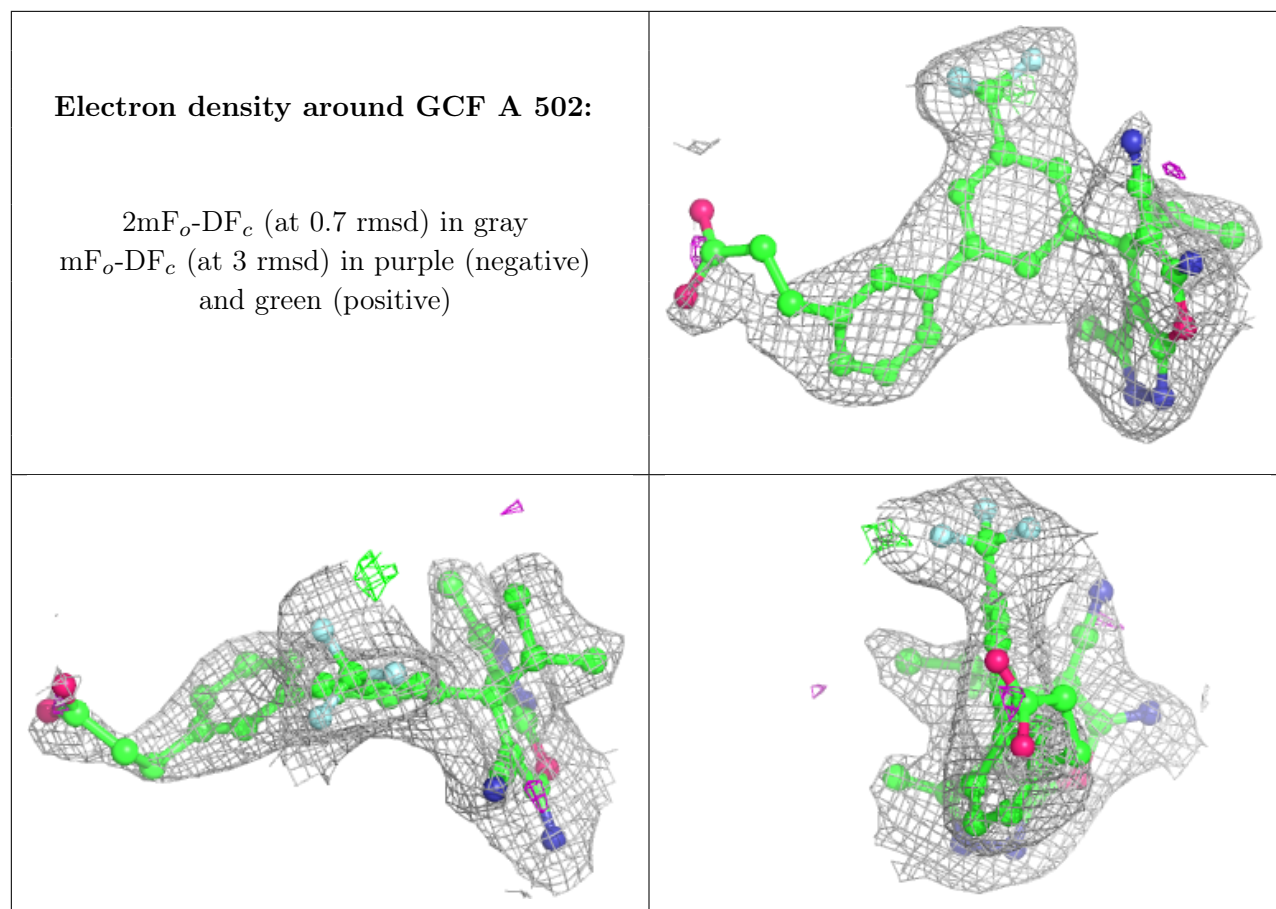 Electron density around GCF A 502:
2mFo-DFc (at 0.7 rmsd) in gray
mFo-DFc (at 3 rmsd) in purple (negative)
and green (positive)